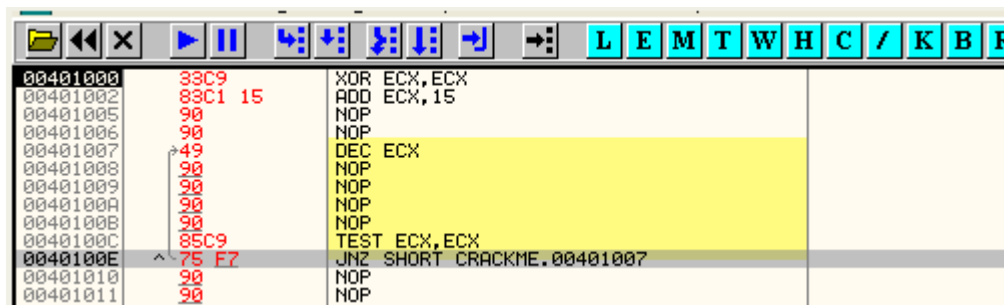 L E M T W H C / K B R
00401000 33C9 XOR ECX,ECX
00401002 83C1 15 ADD ECX,15
00401005 90 NOP
00401006 90 NOP
00401007 49 DEC ECX
00401008 90 NOP
00401009 90 NOP
0040100A 90 NOP
0040100B 90 NOP
0040100C 85C9 TEST ECX,ECX
0040100E ^ 75 F7 JNZ SHORT CRACKME.00401007
00401010 90 NOP
00401011 90 NOP